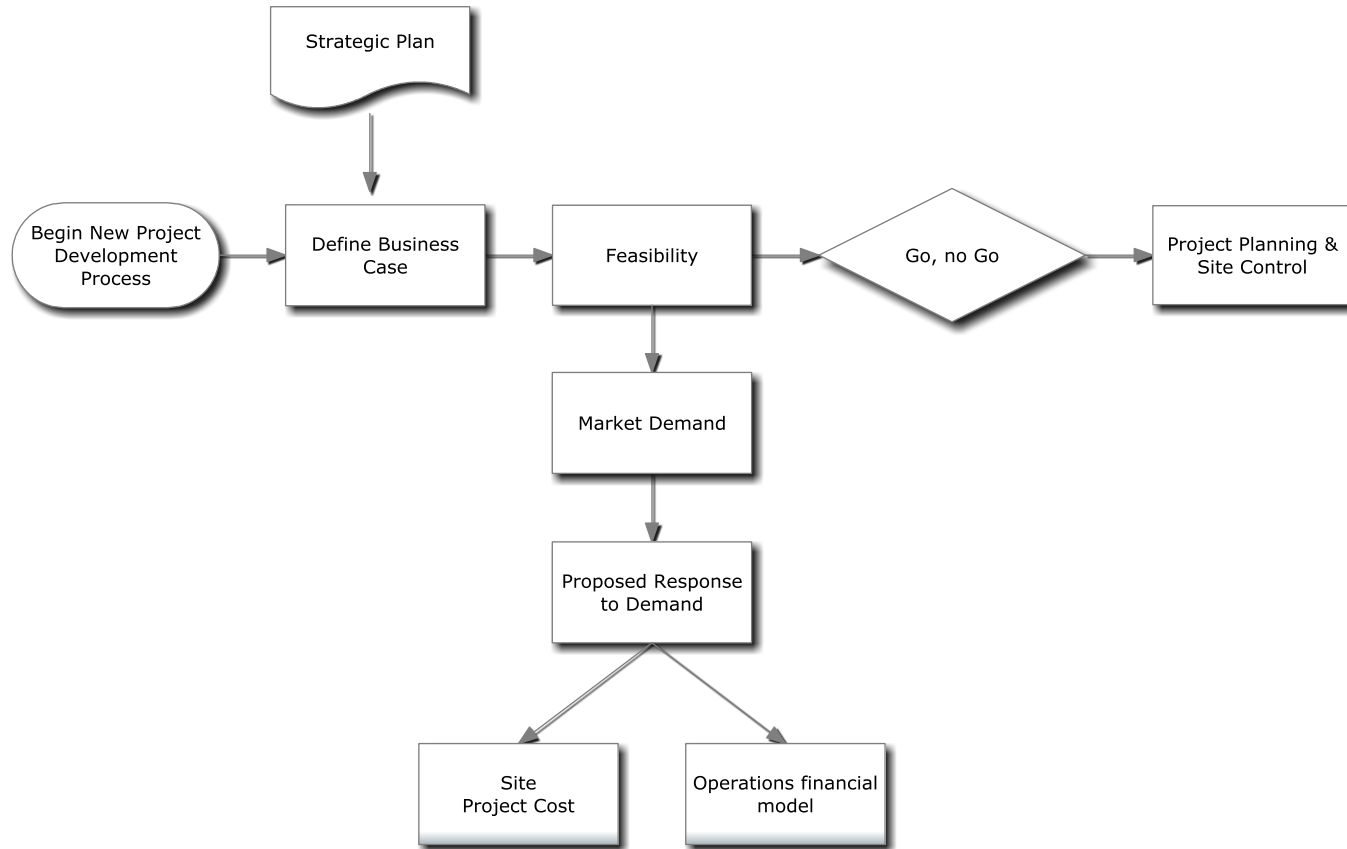 Strategic Plan
Begin New Project
Development
Process
Define Business
Case
Feasibility
Go, no Go
Project Planning &
Site Control
Market Demand
Proposed Response
to Demand
Site
Project Cost
Operations financial
model